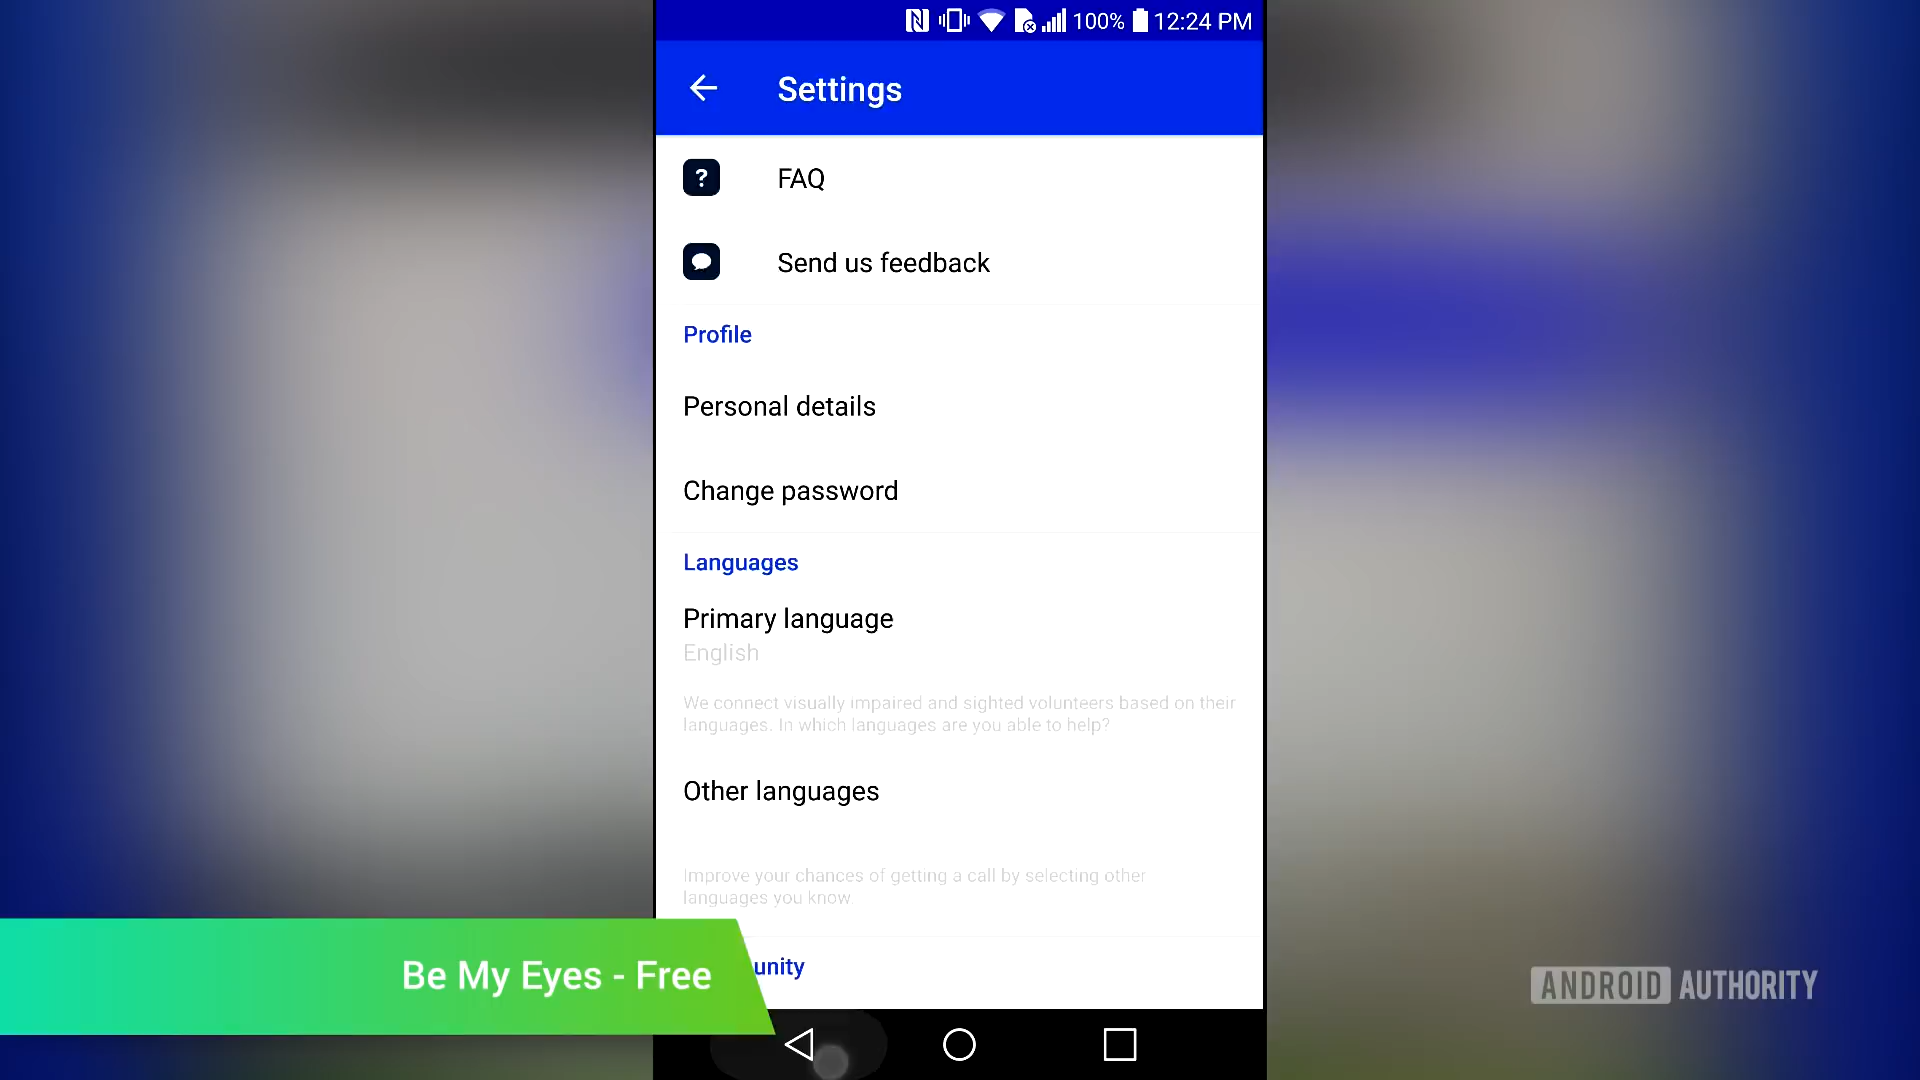 100% 12:24 PM
Settings
? FAQ
Send us feedback
Profile
Personal details
Change password
Languages
Primary language
English
We connect visually impaired and sighted volunteers based on their
languages. In which languages are you able to help?
Other languages
Improve your chances of getting a call by selecting other
languages you know.
unity
Be My Eyes - Free
ANDROID AUTHORITY